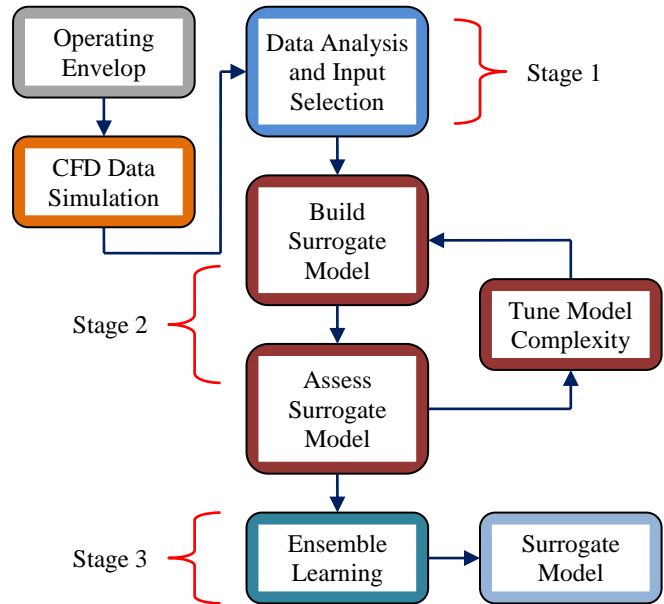 Operating
Envelop
CFD Data
Simulation
Data Analysis
and Input
Selection
Stage 1
Build
Surrogate
Model
Stage 2
Tune Model
Complexity
Assess
Surrogate
Model
Stage 3
Ensemble
Learning
Surrogate
Model